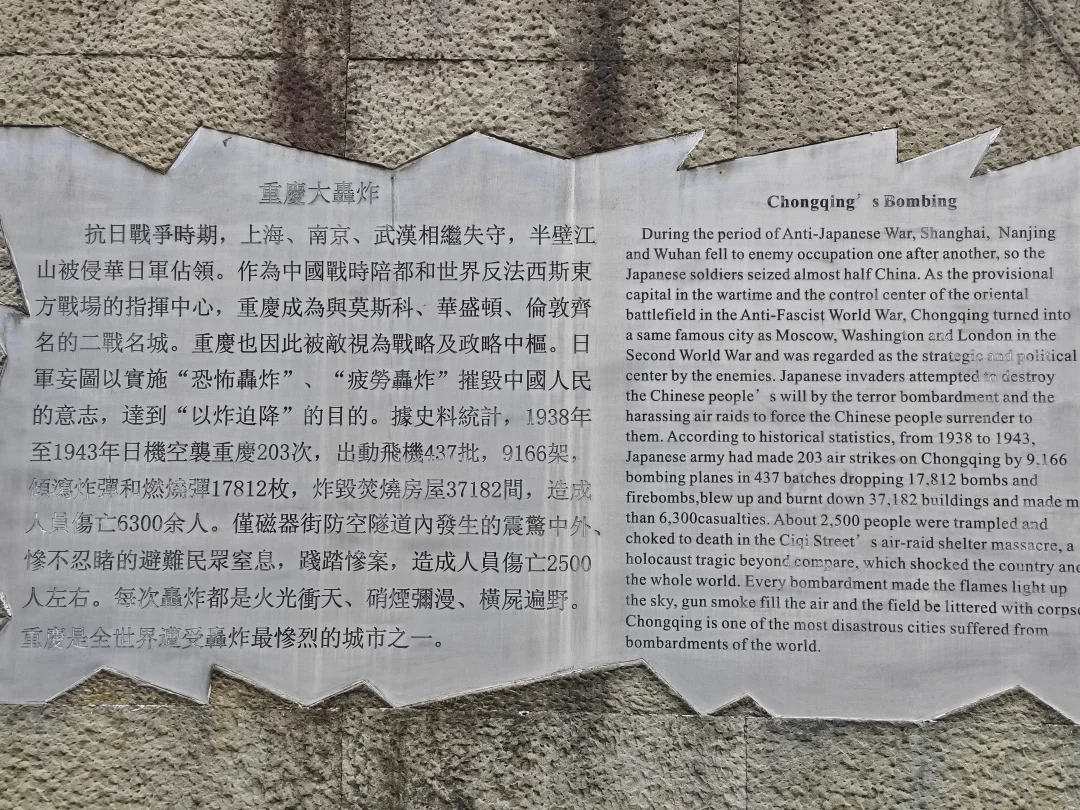 重慶大轟炸
抗日戰爭時期，上海、南京、武漢相繼失守，半壁江
山被侵華日軍佔領。作為中國戰時陪都和世界反法西斯東
方戰場的指揮中心，重慶成為與莫斯科、華盛頓、倫敦齊
名的二戰名城。重慶也因此被敵視為戰略及政略中樞。日
軍妄圖以實施“恐怖轟炸”、“疲勞轟炸”摧毀中國人民
的意志，達到“以炸迫降”的目的。據史料統計，1938年
至1943年日機空襲重慶203次，出動飛機437批，9166架，
傾瀉炸彈和燃燒彈17812枚，炸毀焚燒房屋37182間，造成
人員傷亡6300余人。僅磁器街防空隧道內發生的震驚中外、
慘不忍睹的避難民眾窒息，踐踏慘案，造成人員傷亡2500
人左右。每次轟炸都是火光衝天、硝煙彌漫、橫屍遍野。
重慶是全世界遭受轟炸最慘烈的城市之一。
Chongqing’s Bombing
During the period of Anti-Japanese War, Shanghai, Nanjing
and Wuhan fell to enemy occupation one after another, so the
Japanese soldiers seized almost half China. As the provisional
capital in the wartime and the control center of the oriental
battlefield in the Anti-Fascist World War, Chongqing turned into
a same famous city as Moscow, Washington and London in the
Second World War and was regarded as the strategic and political
center by the enemies. Japanese invaders attempted to destroy
the Chinese people’s will by the terror bombardment and the
harassing air raids to force the Chinese people surrender to
them. According to historical statistics, from 1938 to 1943,
Japanese army had made 203 air strikes on Chongqing by 9,166
bombing planes in 437 batches dropping 17,812 bombs and
firebombs,blew up and burnt down 37,182 buildings and made m
than 6,300casualties. About 2,500 people were trampled and
choked to death in the Ciqi Street’s air-raid shelter massacre, a
holocaust tragic beyond compare, which shocked the country and
the whole world. Every bombardment made the flames light up
the sky, gun smoke fill the air and the field be littered with corpse
Chongqing is one of the most disastrous cities suffered from
bombardments of the world.